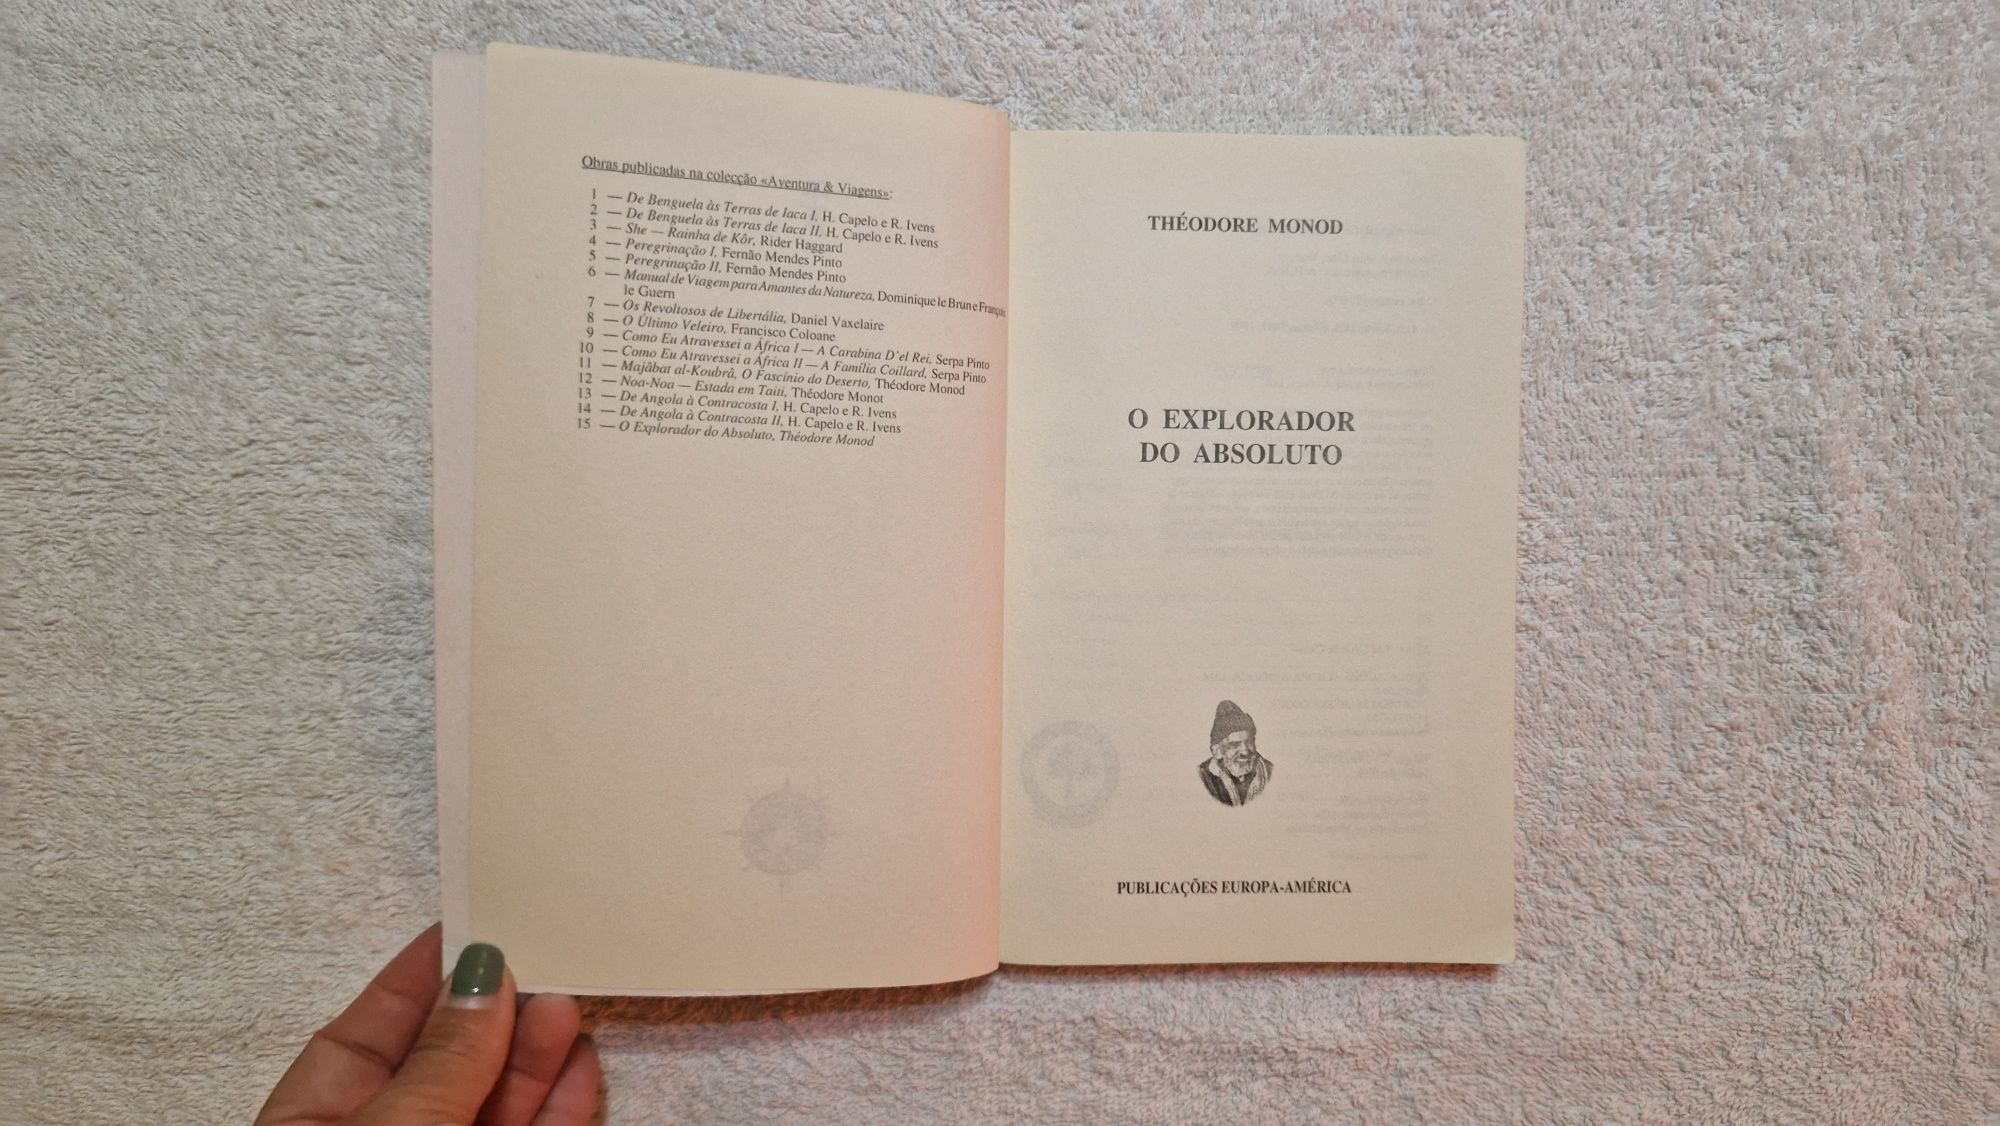 Obras publicadas na colecção «Aventura & Viagens»:
1 — De Benguela às Terras de Iaca I, H. Capelo e R. Ivens
2 — De Benguela às Terras de Iaca II, H. Capelo e R. Ivens
3 — She — Rainha de Kôr, Rider Haggard
4 — Peregrinação I, Fernão Mendes Pinto
5 — Peregrinação II, Fernão Mendes Pinto
6 — Manual de Viagem para Amantes da Natureza, Dominique le Brun e François
le Guern
7 — Os Revoltosos de Libertália, Daniel Vaxelaire
8 — O Último Veleiro, Francisco Coloane
9 — Como Eu Atravessei a África I — A Carabina D'el Rei, Serpa Pinto
10 — Como Eu Atravessei a África II — A Família Coillard, Serpa Pinto
11 — Majâbat al-Koubrâ, O Fascínio do Deserto, Théodore Monod
12 — Noa-Noa — Estada em Taiti, Théodore Monot
13 — De Angola à Contracosta I, H. Capelo e R. Ivens
14 — De Angola à Contracosta II, H. Capelo e R. Ivens
15 — O Explorador do Absoluto, Théodore Monod
THÉODORE MONOD
O EXPLORADOR
DO ABSOLUTO
PUBLICAÇÕES EUROPA-AMÉRICA